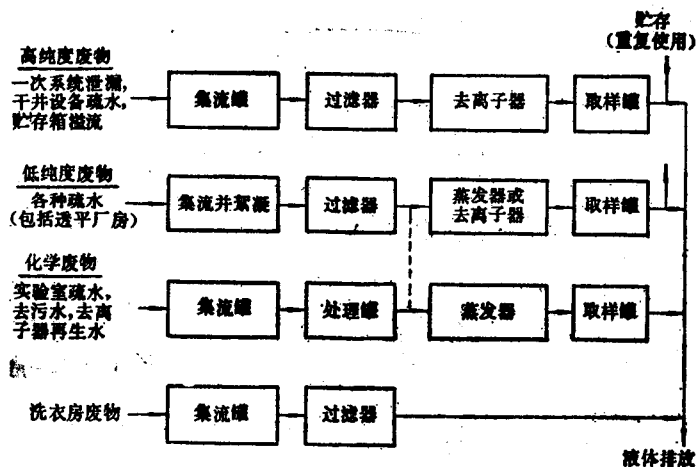 贮存
(重复使用)
高纯度废物
一次系统泄漏,
干井设备疏水,
贮存箱溢流
集流罐
过滤器
去离子器
取样罐
低纯度废物
各种疏水
(包括透平厂房)
集流并絮凝
过滤器
蒸发器或
去离子器
取样罐
化学废物
实验室疏水,
去污水,去离
子器再生水
集流罐
处理罐
蒸发器
取样罐
洗衣房废物
集流罐
过滤器
液体排放